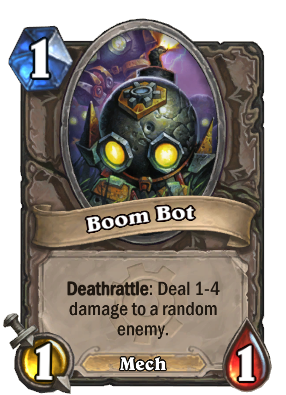 1
Boom Bot
Deathrattle: Deal 1-4
damage to a random
enemy.
1
Mech
1